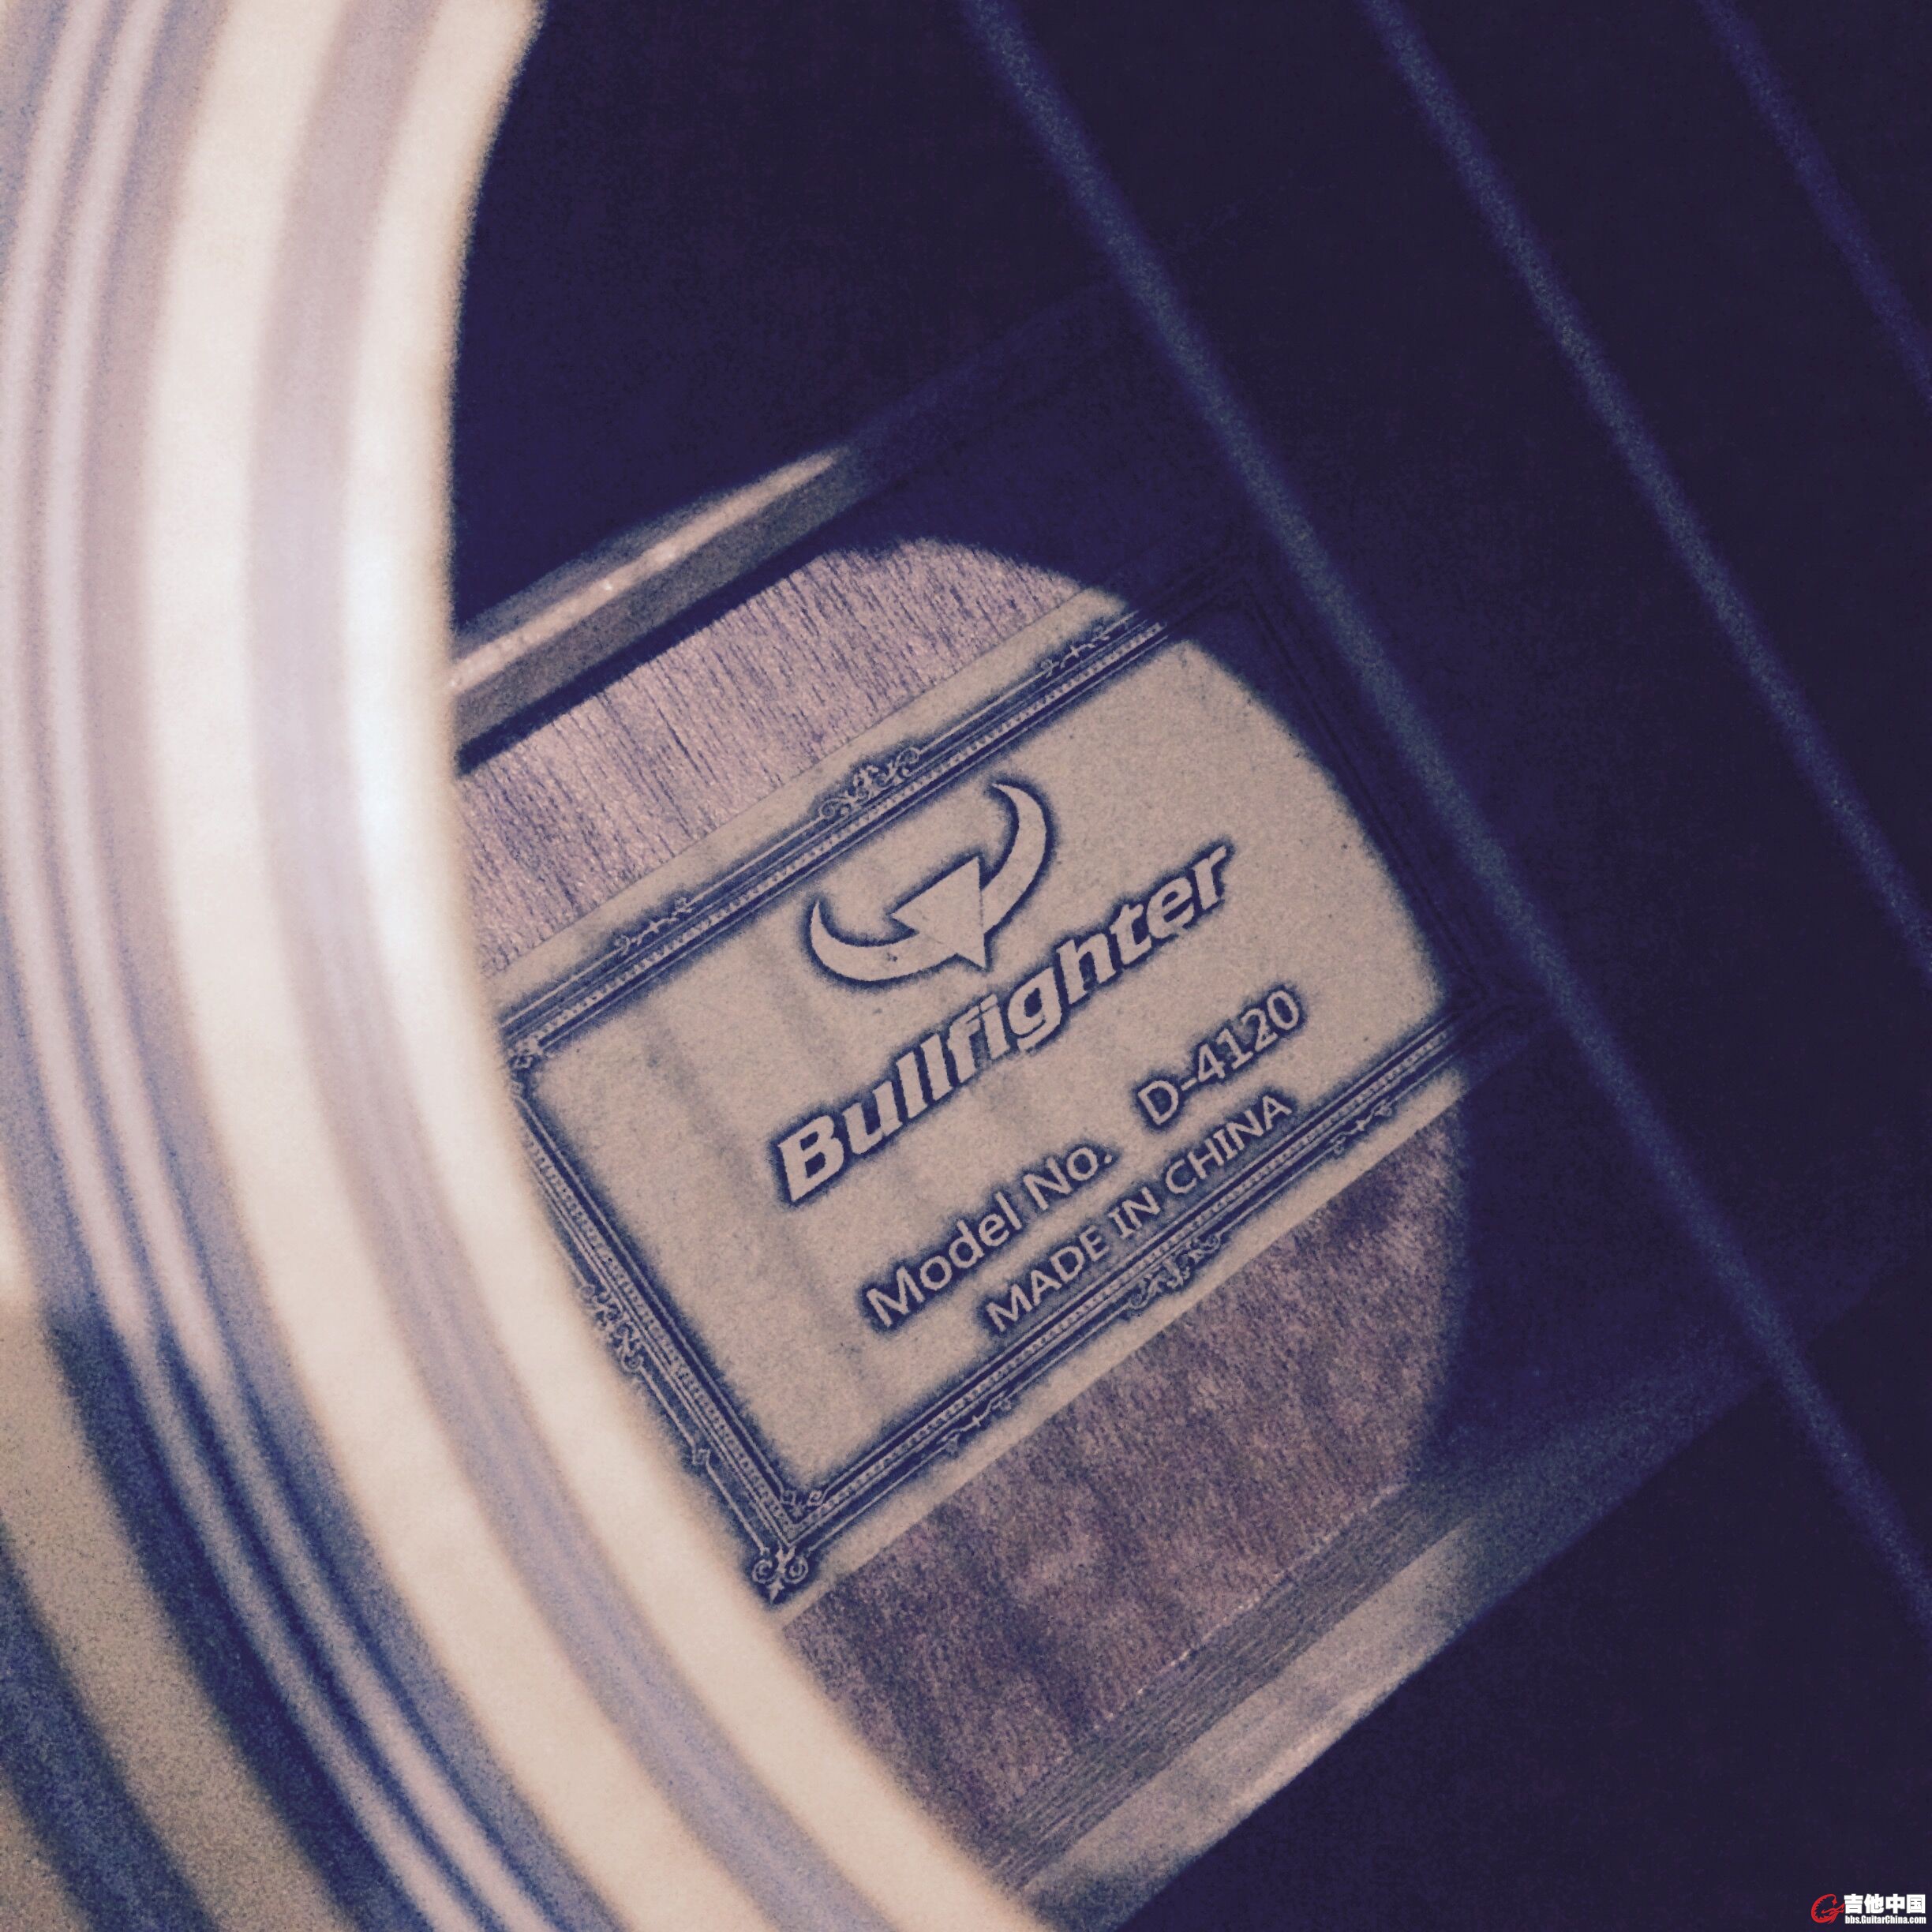 Bullfighter
Model No. D-4120
MADE IN CHINA
吉他中国
bbs.GuitarChina.com